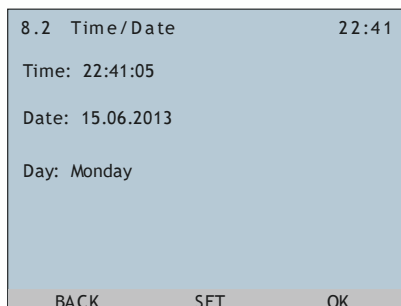 8.2 Time/Date 22:41
Time: 22:41:05
Date: 15.06.2013
Day: Monday
BACK SET OK